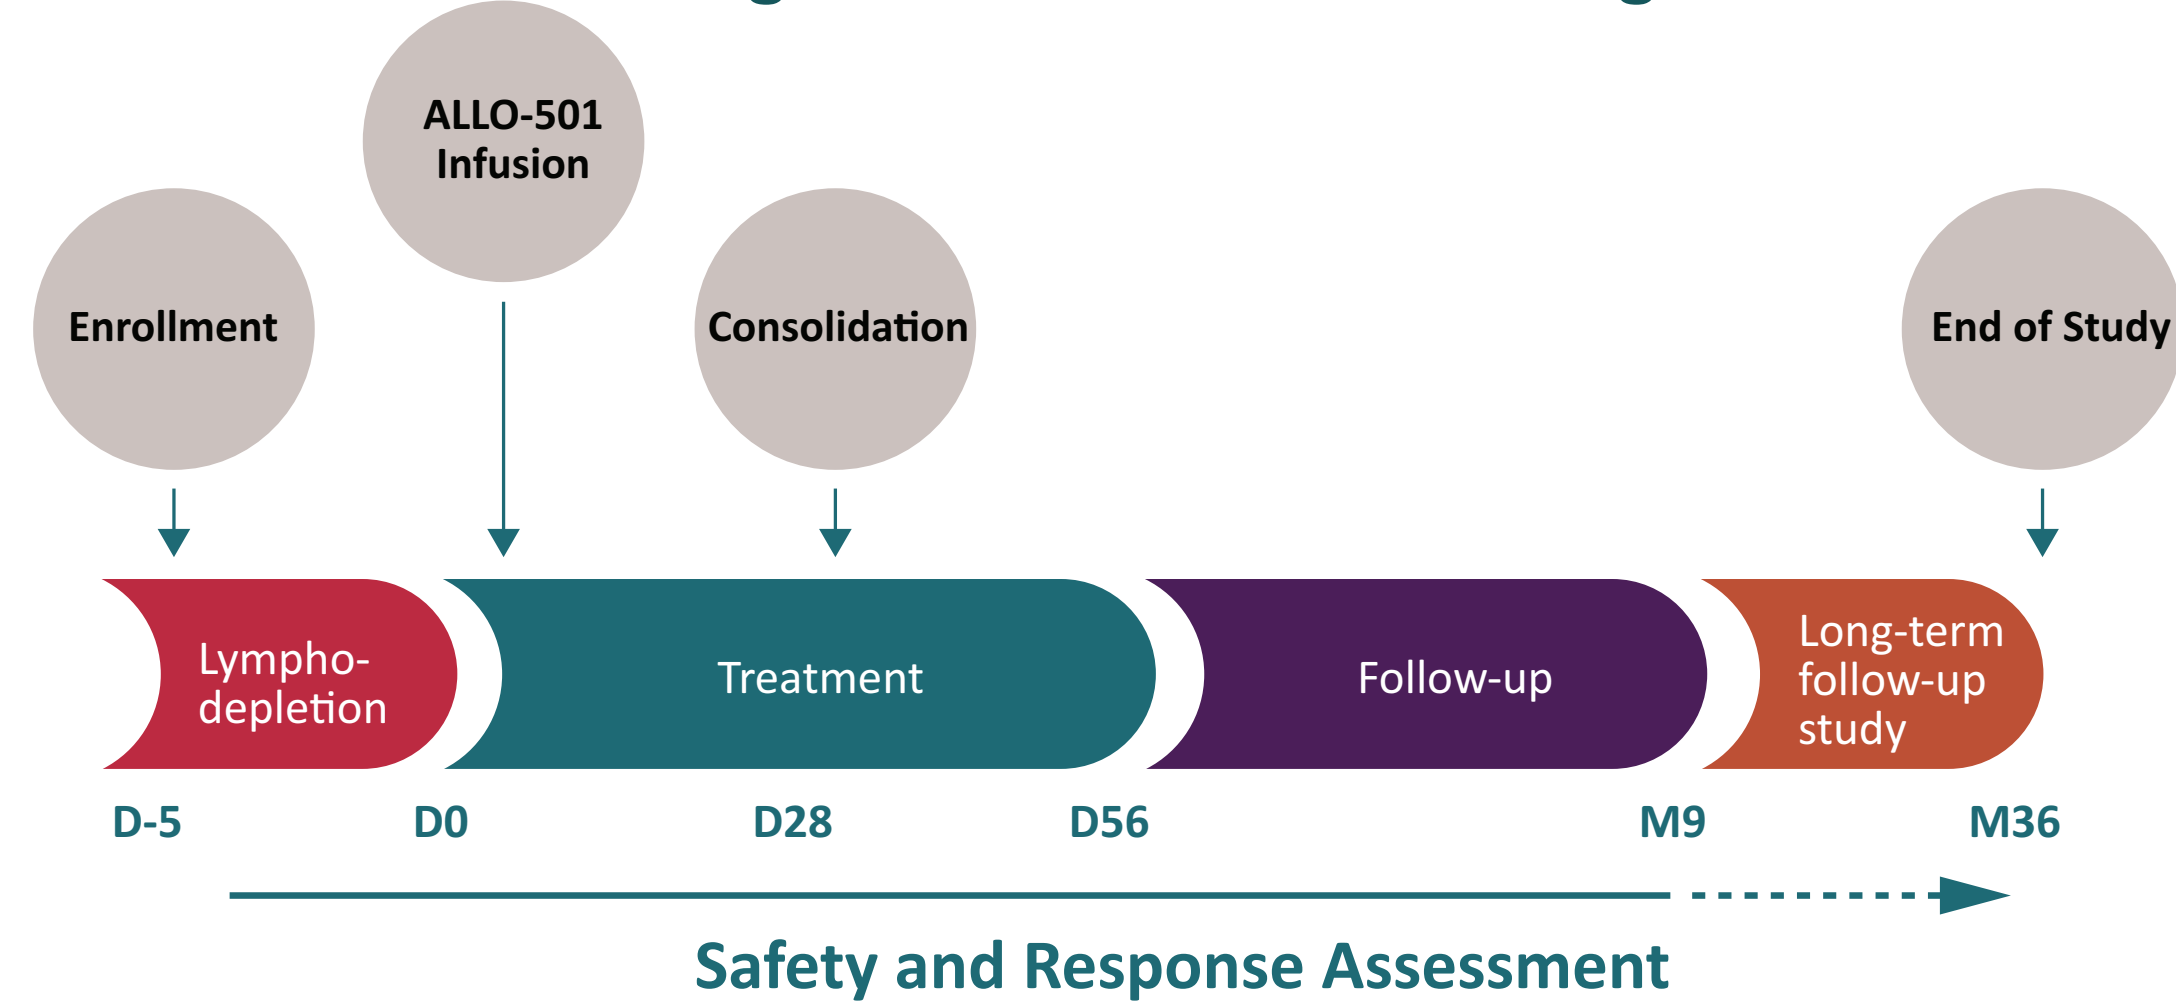 ALLO-501
Infusion
Enrollment
Consolidation
End of Study
Lympho-
depletion
Treatment
Follow-up
Long-term
follow-up
study
D-5
D0
D28
D56
M9
M36
Safety and Response Assessment